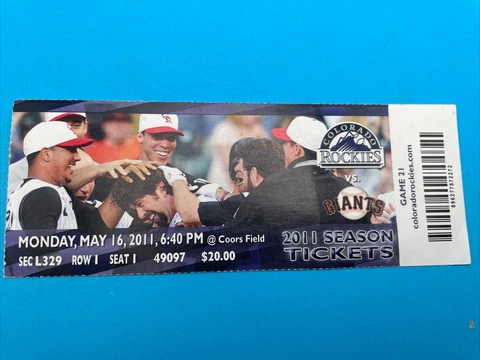 COLORADO
ROCKIES
VS.
GIANTS
MONDAY, MAY 16, 2011, 6:40 PM @ Coors Field
SEC L329 ROW 1 SEAT 1 49097 $20.00
2011 SEASON
TICKETS
GAME 21
coloradorockies.com